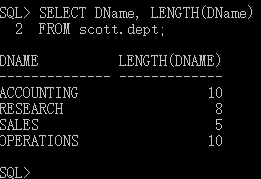 SQL> SELECT DName, LENGTH(DName)
  2  FROM scott.dept;
DNAME          LENGTH(DNAME)
-------------- -------------
ACCOUNTING                10
RESEARCH                   8
SALES                      5
OPERATIONS                10
SQL>